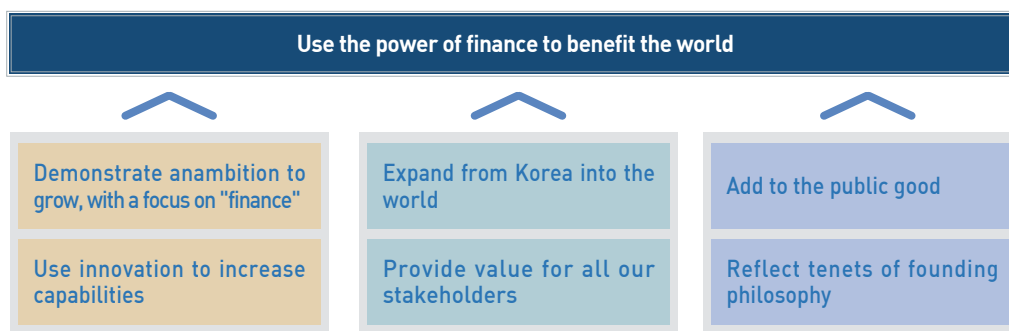 Use the power of finance to benefit the world
Demonstrate anambition to
grow, with a focus on "finance"
Use innovation to increase
capabilities
Expand from Korea into the
world
Provide value for all our
stakeholders
Add to the public good
Reflect tenets of founding
philosophy